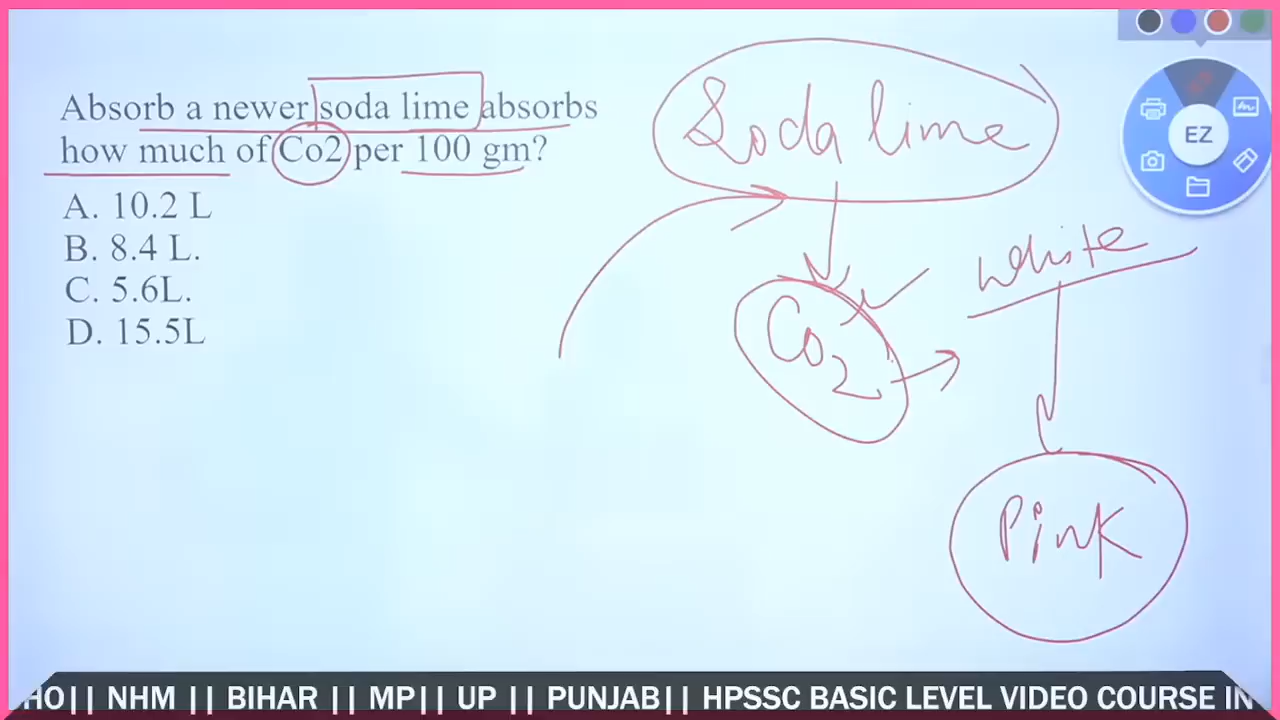 Absorb a newer soda lime absorbs
how much of Co2 per 100 gm?
A. 10.2 L
B. 8.4 L.
C. 5.6L.
D. 15.5L
Soda lime
Co2
White
Pink
EZ
HO|| NHM || BIHAR || MP|| UP || PUNJAB|| HPSSC BASIC LEVEL VIDEO COURSE IN